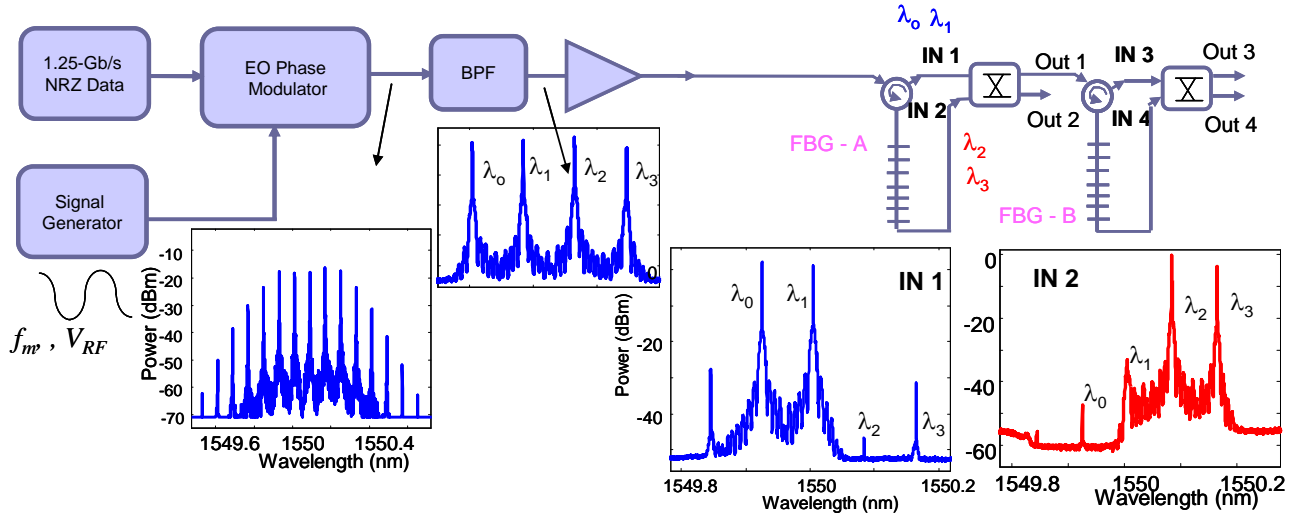 1.25-Gb/s
NRZ Data
EO Phase
Modulator
BPF
λo λ1
IN 1
IN 2
Out 1
Out 2
IN 3
IN 4
Out 3
Out 4
FBG - A
λ2
λ3
FBG - B
Signal
Generator
fm, , VRF
λo
λ1
λ2
λ3
0
-10
-20
-30
-40
-50
-60
-70
Power (dBm)
1549.6
1550
1550.4
Wavelength (nm)
IN 1
λ0
λ1
λ2
λ3
0
-20
-40
Power (dBm)
1549.8
1550
1550.2
Wavelength (nm)
IN 2
λ0
λ1
λ2
λ3
0
-20
-40
-60
1549.8
1550
1550.2
Wavelength (nm)